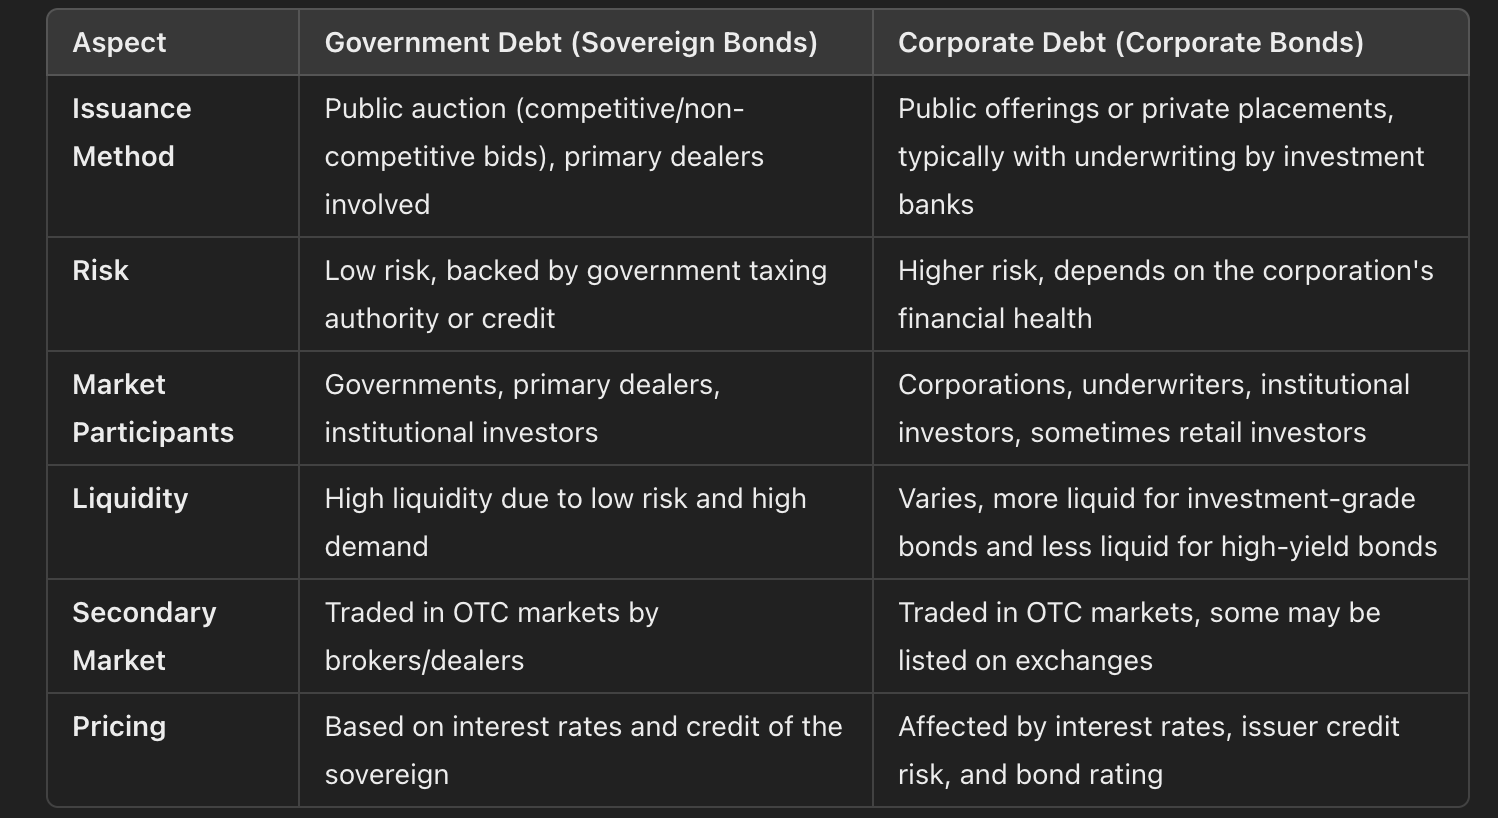 Aspect
Government Debt (Sovereign Bonds)
Corporate Debt (Corporate Bonds)
Issuance
Method
Public auction (competitive/non-
competitive bids), primary dealers
involved
Public offerings or private placements,
typically with underwriting by investment
banks
Risk
Low risk, backed by government taxing
authority or credit
Higher risk, depends on the corporation's
financial health
Market
Participants
Governments, primary dealers,
institutional investors
Corporations, underwriters, institutional
investors, sometimes retail investors
Liquidity
High liquidity due to low risk and high
demand
Varies, more liquid for investment-grade
bonds and less liquid for high-yield bonds
Secondary
Market
Traded in OTC markets by
brokers/dealers
Traded in OTC markets, some may be
listed on exchanges
Pricing
Based on interest rates and credit of the
sovereign
Affected by interest rates, issuer credit
risk, and bond rating